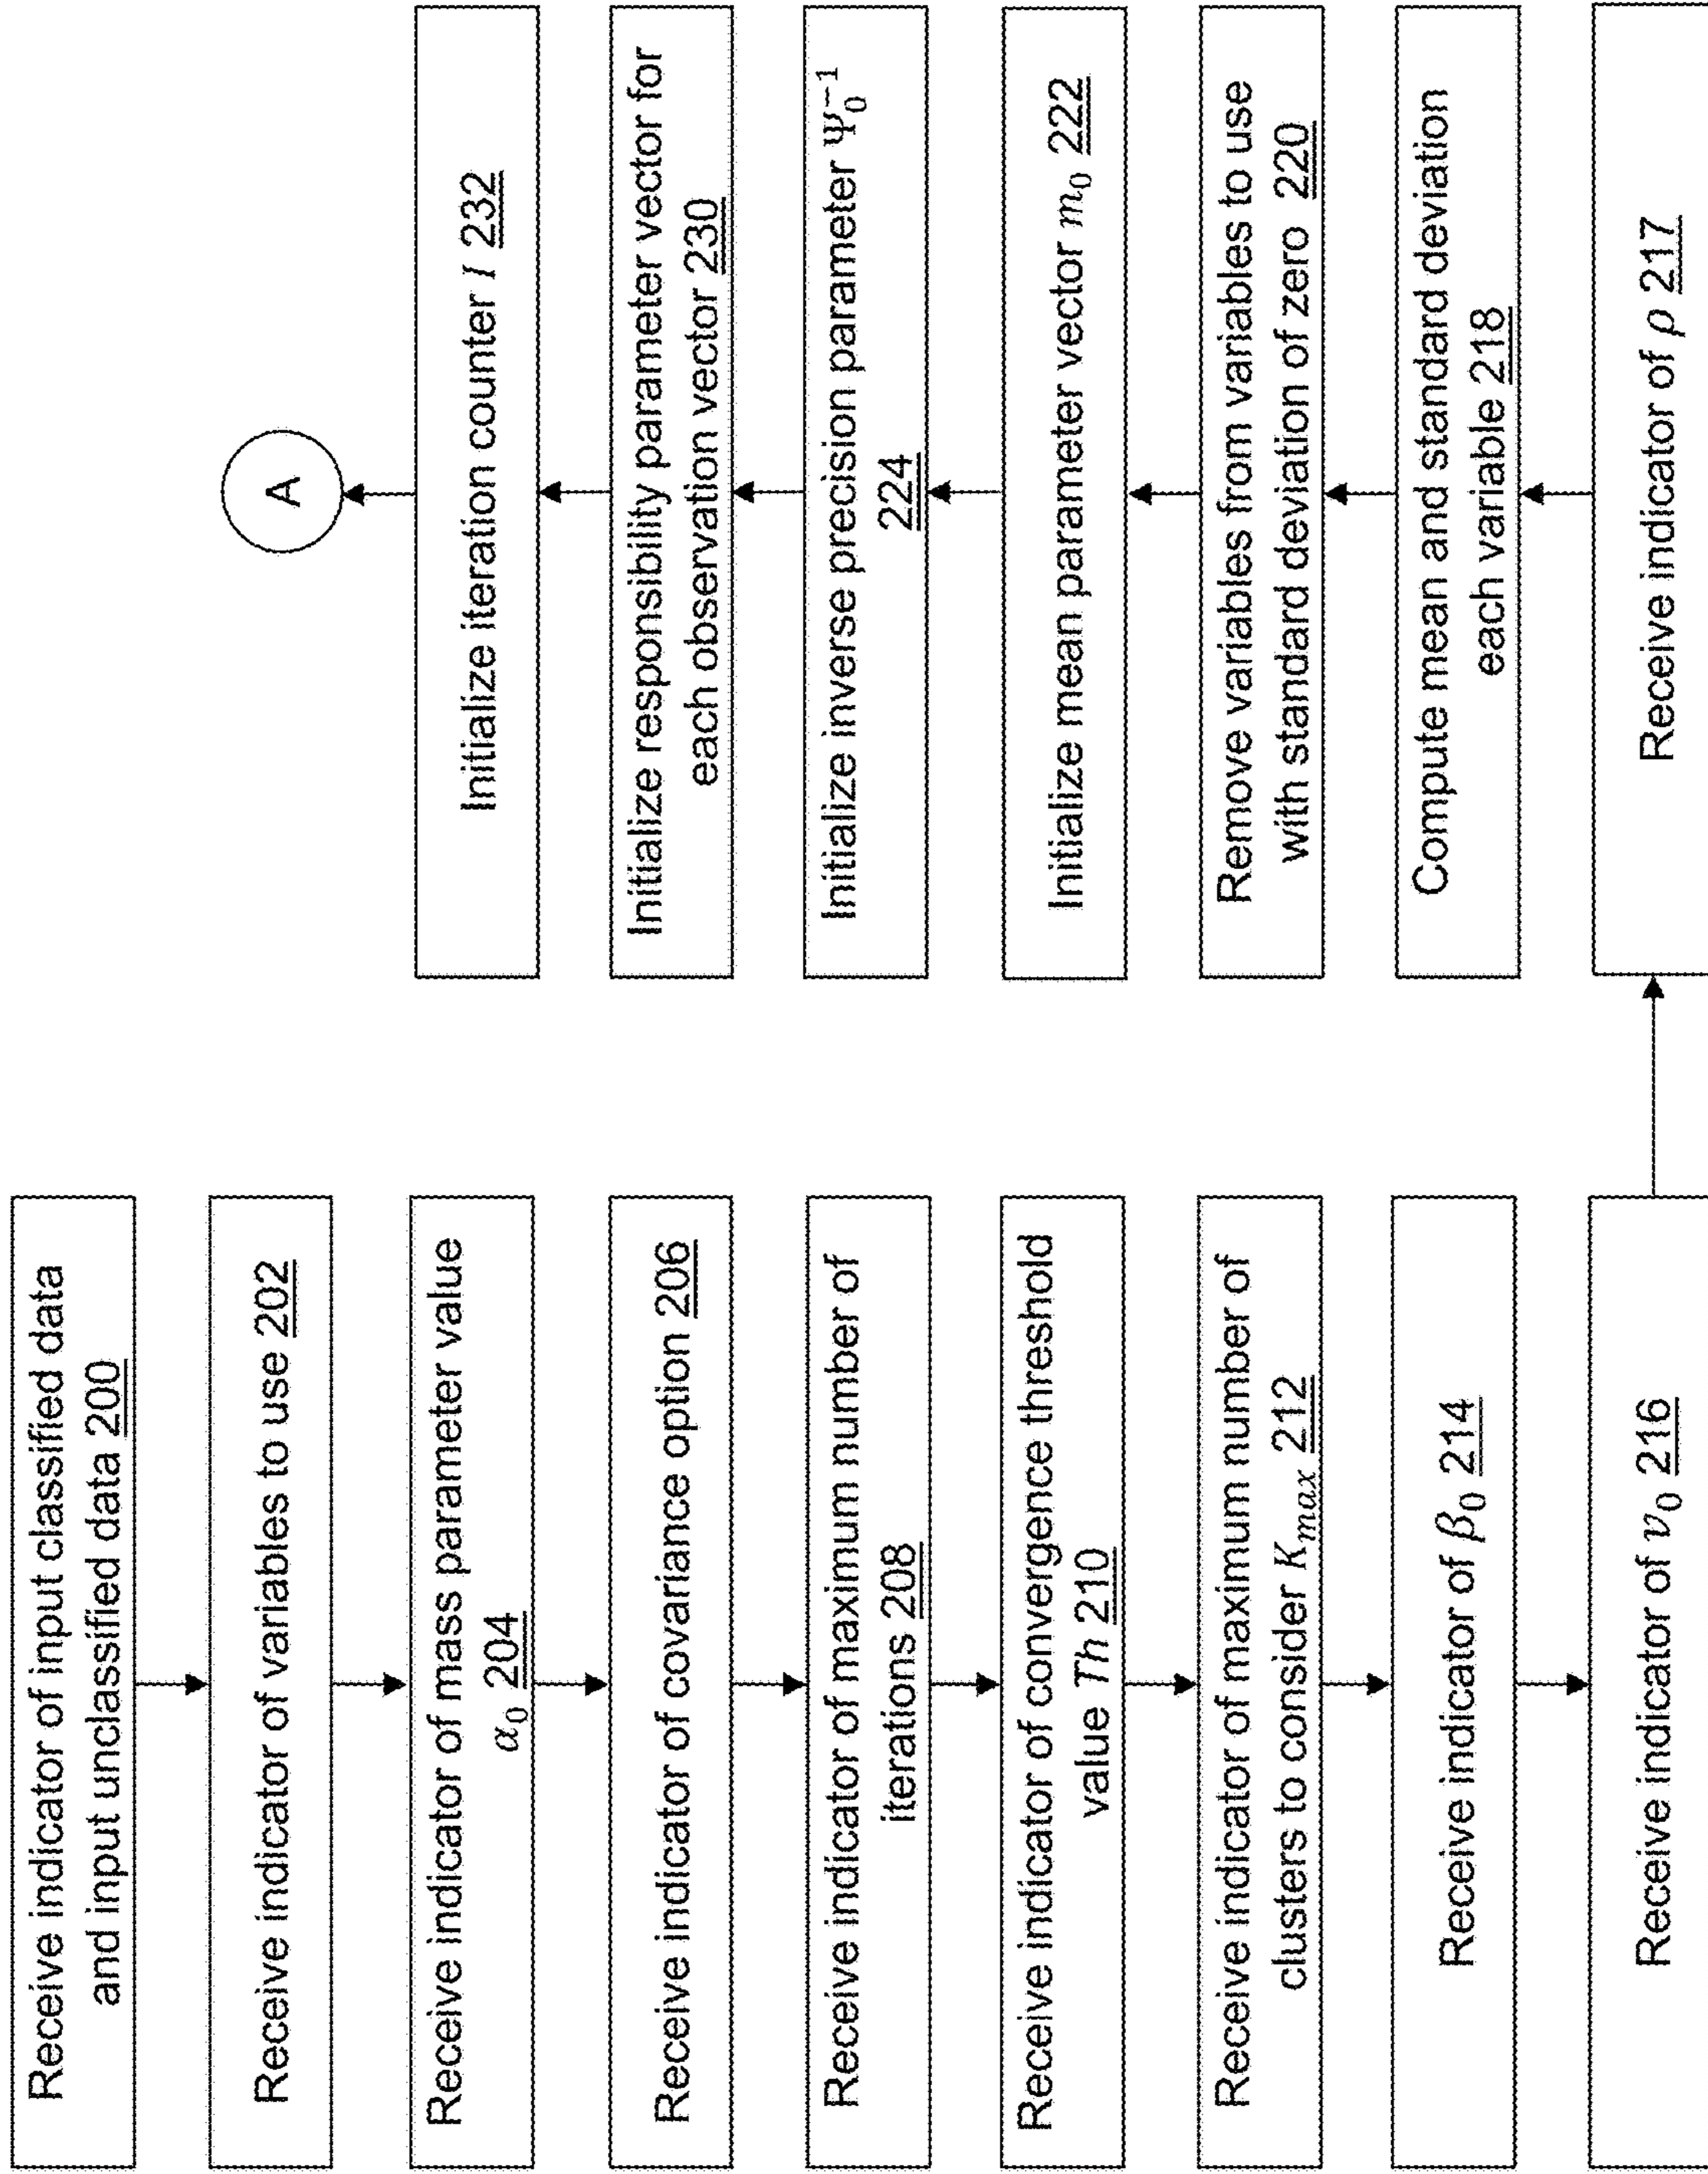 Receive indicator of input classified data
and input unclassified data 200
Receive indicator of variables to use 202
Receive indicator of mass parameter value
α₀ 204
Receive indicator of covariance option 206
Receive indicator of maximum number of
iterations 208
Receive indicator of convergence threshold
value Th 210
Receive indicator of maximum number of
clusters to consider Kₘₐₓ 212
Receive indicator of β₀ 214
Receive indicator of ν₀ 216
Receive indicator of ρ 217
Compute mean and standard deviation
each variable 218
Remove variables from variables to use
with standard deviation of zero 220
Initialize mean parameter vector m₀ 222
Initialize inverse precision parameter Ψ₀⁻¹
224
Initialize responsibility parameter vector for
each observation vector 230
Initialize iteration counter I 232
A